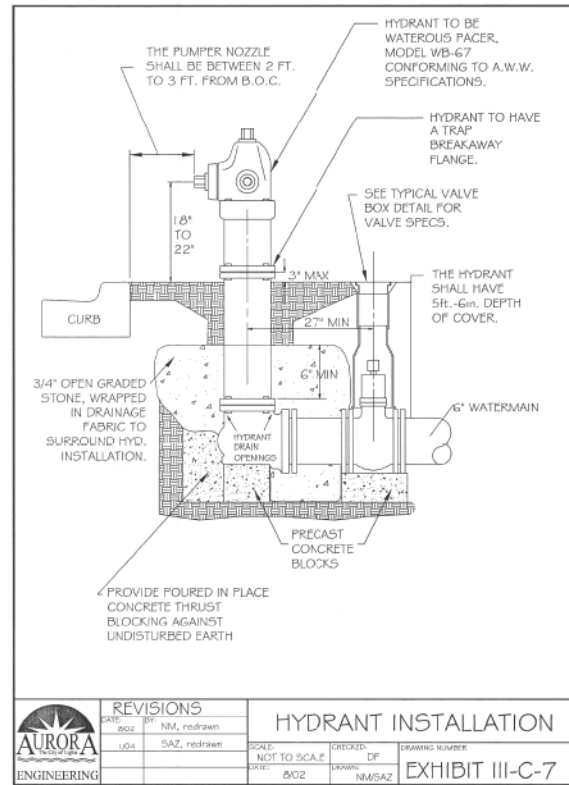 HYDRANT TO BE
WATEROUS PACER,
MODEL WB-67
CONFORMING TO A.W.W.
SPECIFICATIONS.
THE PUMPER NOZZLE
SHALL BE BETWEEN 2 FT.
TO 3 FT. FROM B.O.C.
HYDRANT TO HAVE
A TRAP
BREAKAWAY
FLANGE.
SEE TYPICAL VALVE
BOX DETAIL FOR
VALVE SPECS.
18"
TO
22"
3" MAX
THE HYDRANT
SHALL HAVE
5ft.-6in. DEPTH
OF COVER.
CURB
27" MIN
6" MIN
3/4" OPEN GRADED
STONE, WRAPPED
IN DRAINAGE
FABRIC TO
SURROUND HYD.
INSTALLATION.
6" WATERMAIN
HYDRANT
DRAIN
OPENINGS
PRECAST
CONCRETE
BLOCKS
PROVIDE POURED IN PLACE
CONCRETE THRUST
BLOCKING AGAINST
UNDISTURBED EARTH
AURORA
The City of Lights
ENGINEERING
REVISIONS
DATE: BY:
8/02 NM, redrawn
1/04 SAZ, redrawn
HYDRANT INSTALLATION
SCALE: NOT TO SCALE
CHECKED: DF
DATE: 8/02
DRAWN: NM/SAZ
DRAWING NUMBER
EXHIBIT III-C-7